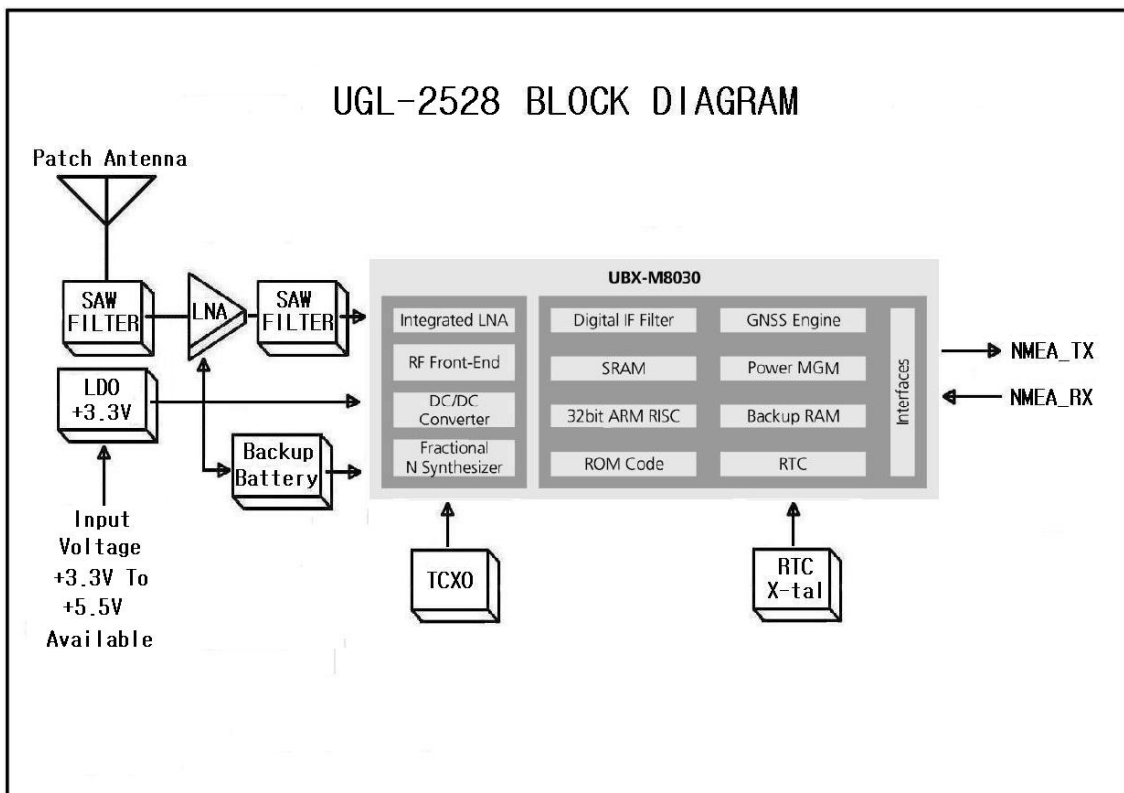 UGL-2528 BLOCK DIAGRAM
Patch Antenna
SAW
FILTER
LNA
SAW
FILTER
LDO
+3.3V
Backup
Battery
Input
Voltage
+3.3V To
+5.5V
Available
UBX-M8030
Integrated LNA
RF Front-End
DC/DC
Converter
Fractional
N Synthesizer
Digital IF Filter
SRAM
32bit ARM RISC
ROM Code
GNSS Engine
Power MGM
Backup RAM
RTC
Interfaces
NMEA_TX
NMEA_RX
TCXO
RTC
X-tal